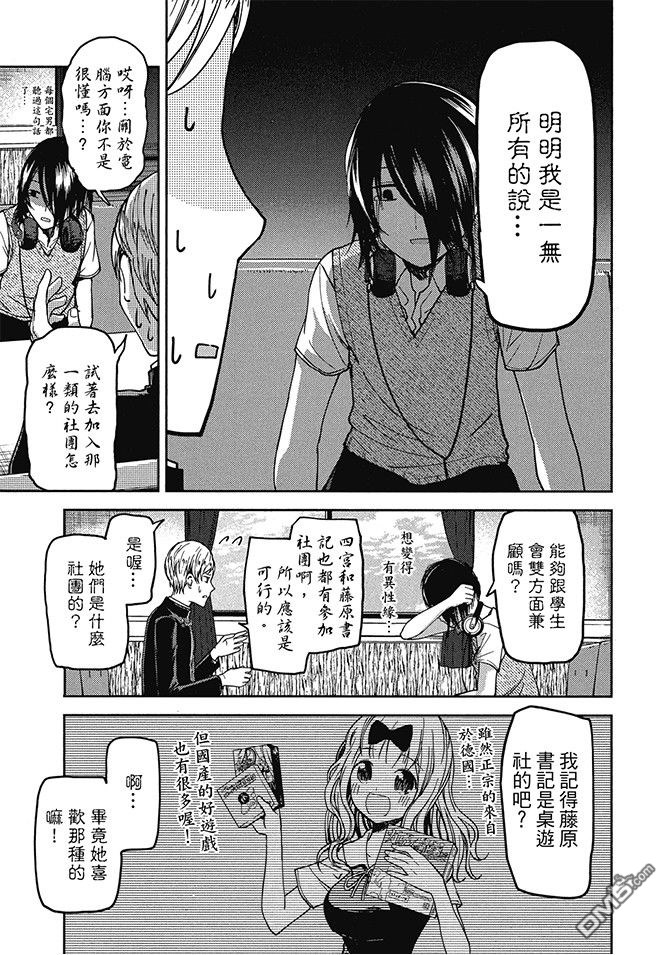 明明我是一無
所有的說…
哎呀…關於電
腦方面你不是
很懂嗎…？
每個宅男都
聽過這句話
了…
試著去加入那
一類的社團怎
麼樣？
能夠跟學生
會雙方面兼
顧嗎？
想變得
有異性緣…
四宮和藤原書
記也都有參加
社團啊，
所以應該是
可行的。
是喔…
她們是什麼
社團的？
我記得藤原
書記是桌遊
社的吧？
雖然正宗的來自
於德國…
但國產的好遊戲
也有很多喔！
啊…
畢竟她喜
歡那種的
嘛！
DM5.com